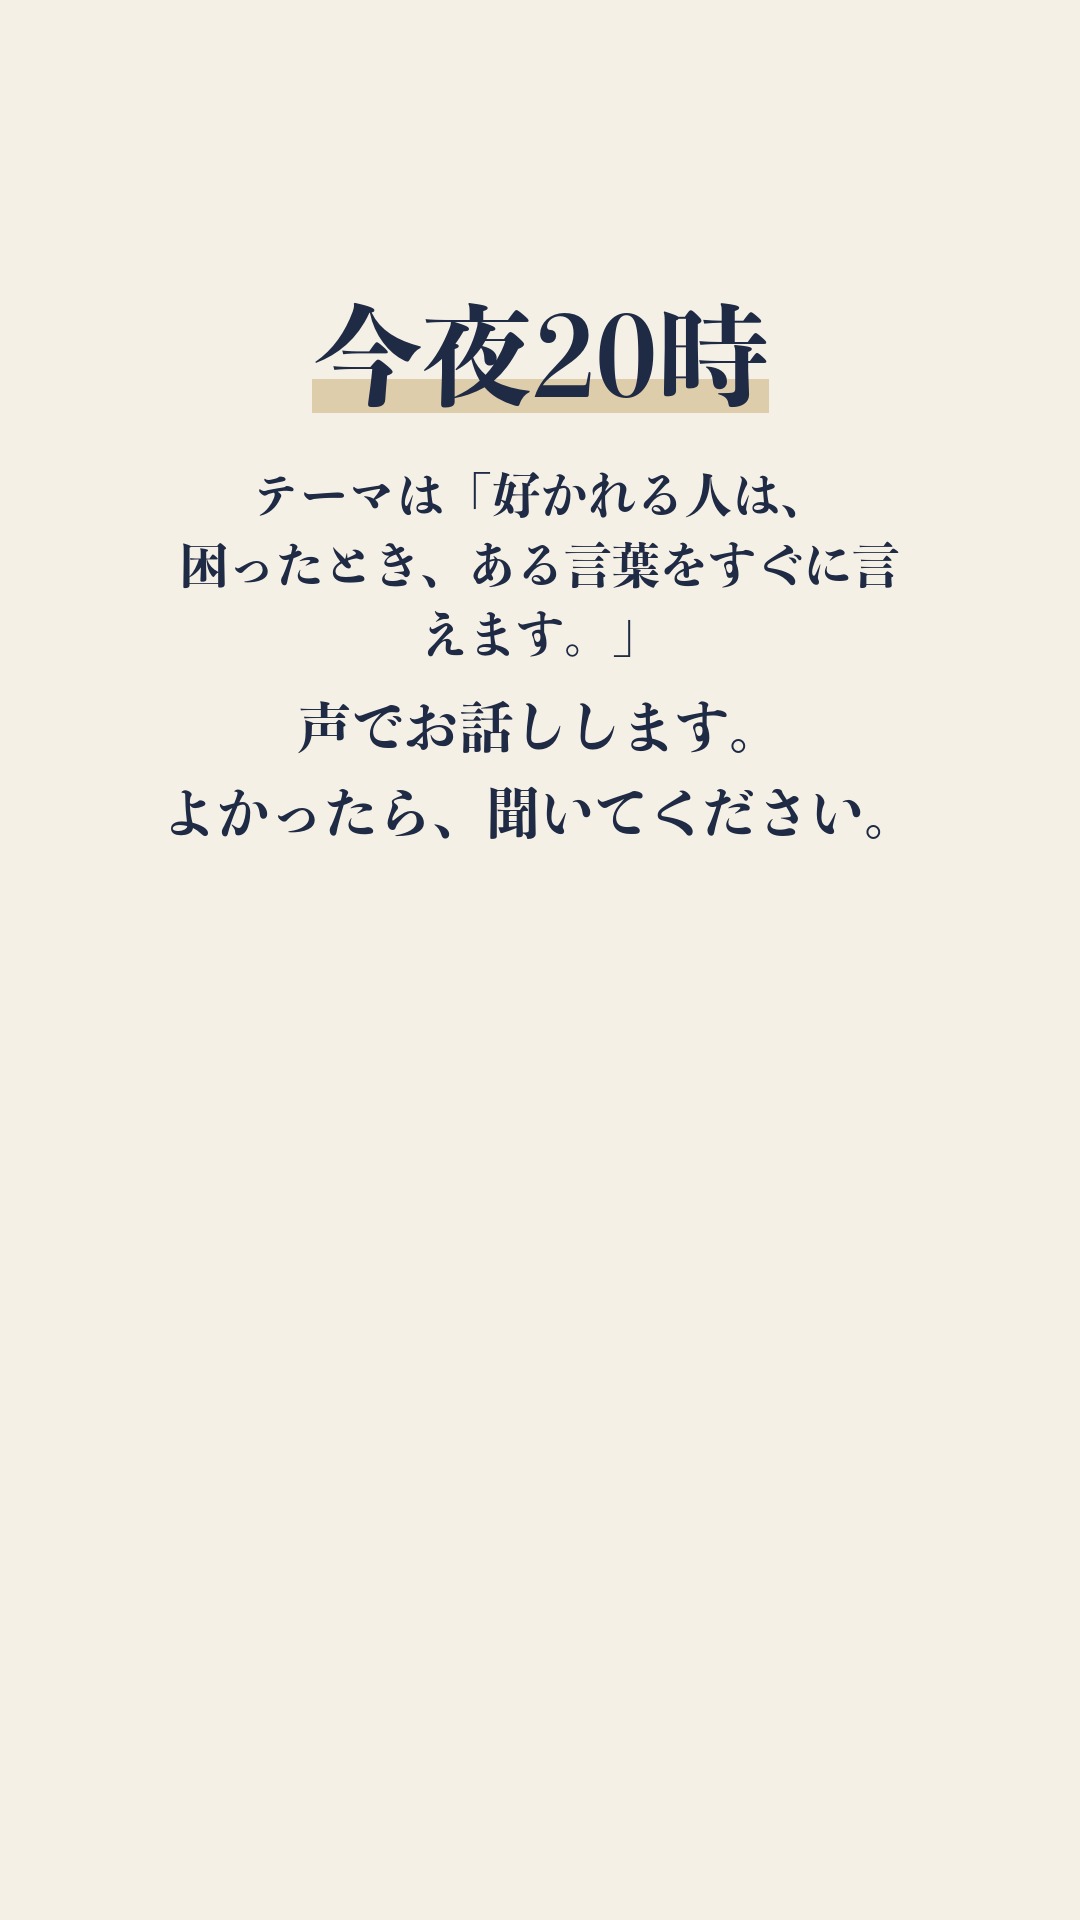 今夜20時
テーマは「好かれる人は、
困ったとき、ある言葉をすぐに言
えます。」
声でお話しします。
よかったら、聞いてください。